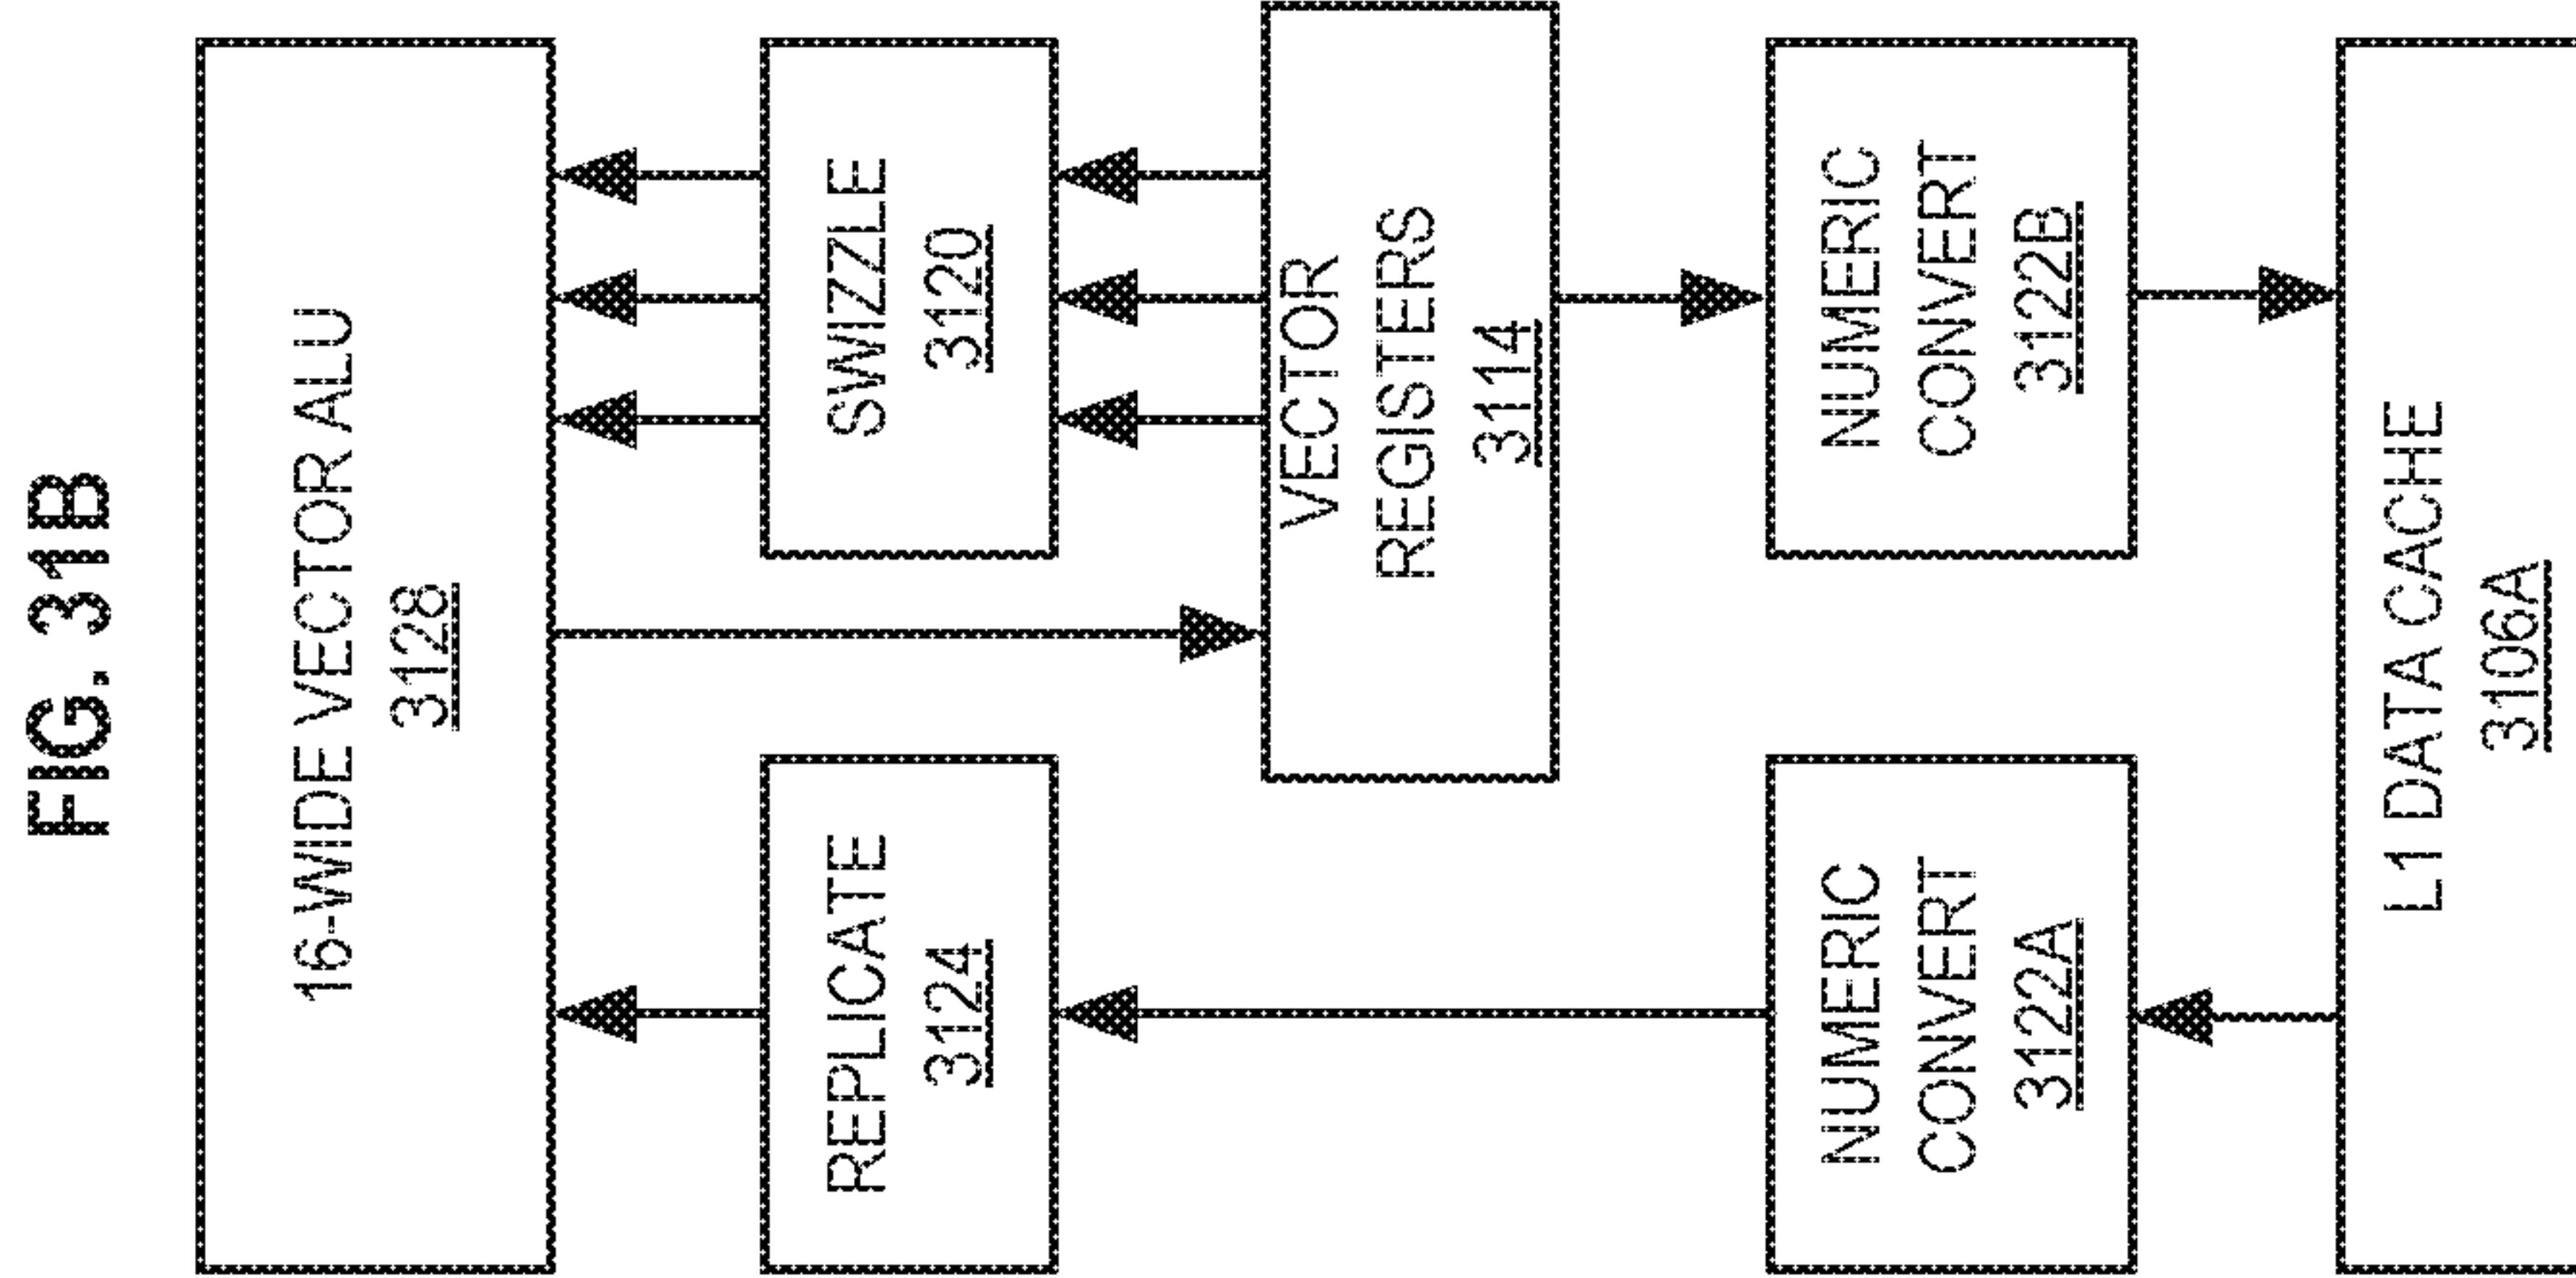 FIG. 31B
16-WIDE VECTOR ALU
3128
REPLICATE
3124
SWIZZLE
3120
VECTOR
REGISTERS
3114
NUMERIC
CONVERT
3122A
NUMERIC
CONVERT
3122B
L1 DATA CACHE
3106A